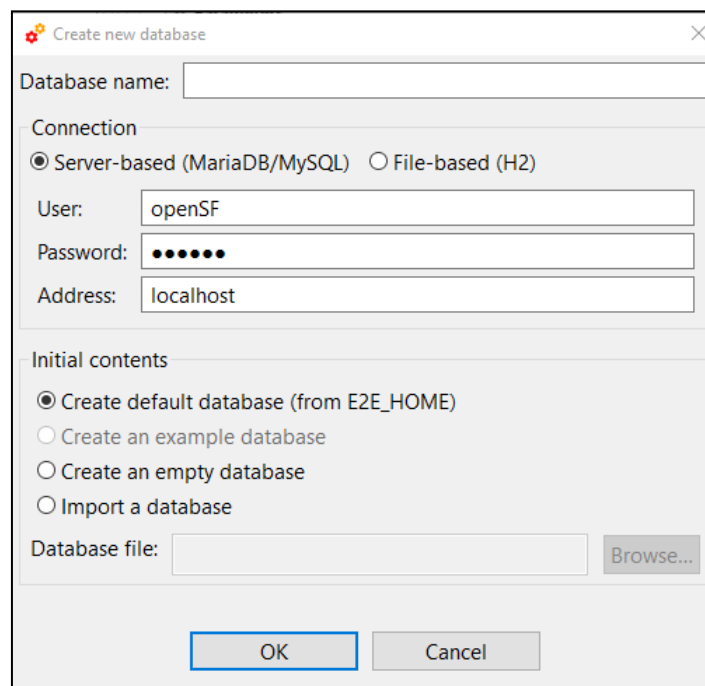 Create new database
Database name:
Connection
Server-based (MariaDB/MySQL) File-based (H2)
User: openSF
Password: ●●●●●●
Address: localhost
Initial contents
Create default database (from E2E_HOME)
Create an example database
Create an empty database
Import a database
Database file: Browse...
OK Cancel